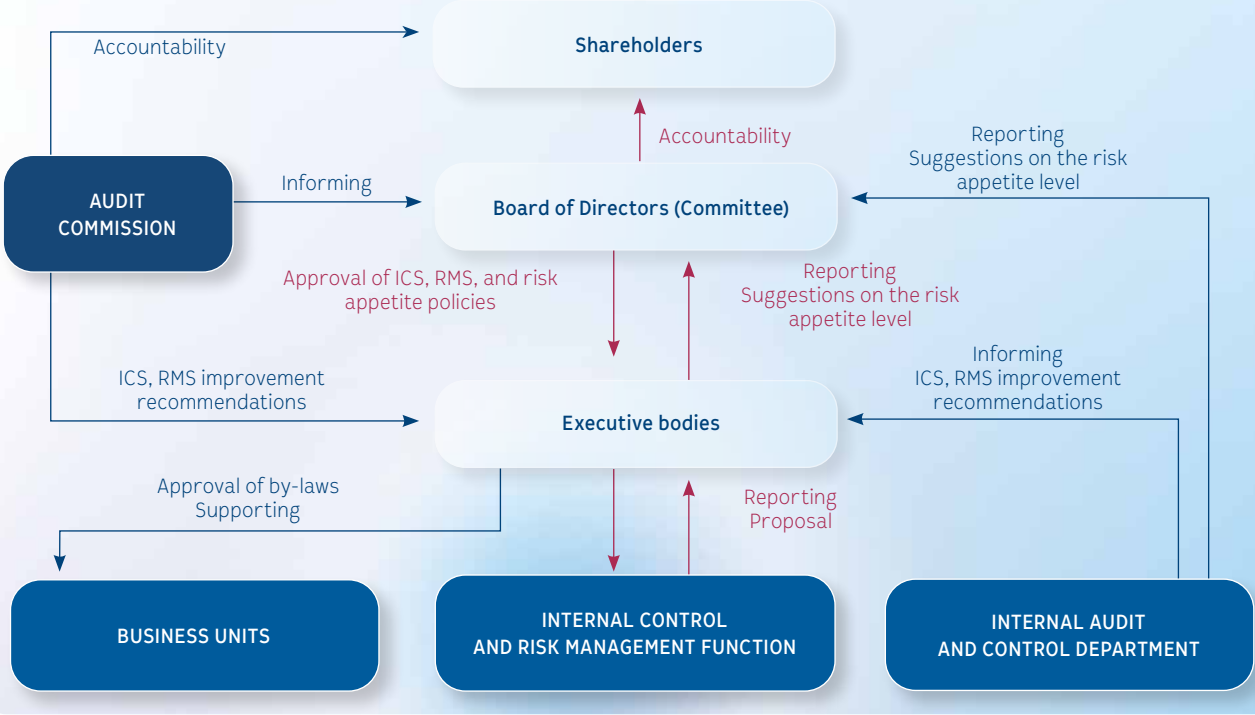 Shareholders
Accountability
Accountability
Reporting
Suggestions on the risk
appetite level
AUDIT
COMMISSION
Informing
Board of Directors (Committee)
Approval of ICS, RMS, and risk
appetite policies
Reporting
Suggestions on the risk
appetite level
ICS, RMS improvement
recommendations
Informing
ICS, RMS improvement
recommendations
Executive bodies
Approval of by-laws
Supporting
Reporting
Proposal
BUSINESS UNITS
INTERNAL CONTROL
AND RISK MANAGEMENT FUNCTION
INTERNAL AUDIT
AND CONTROL DEPARTMENT